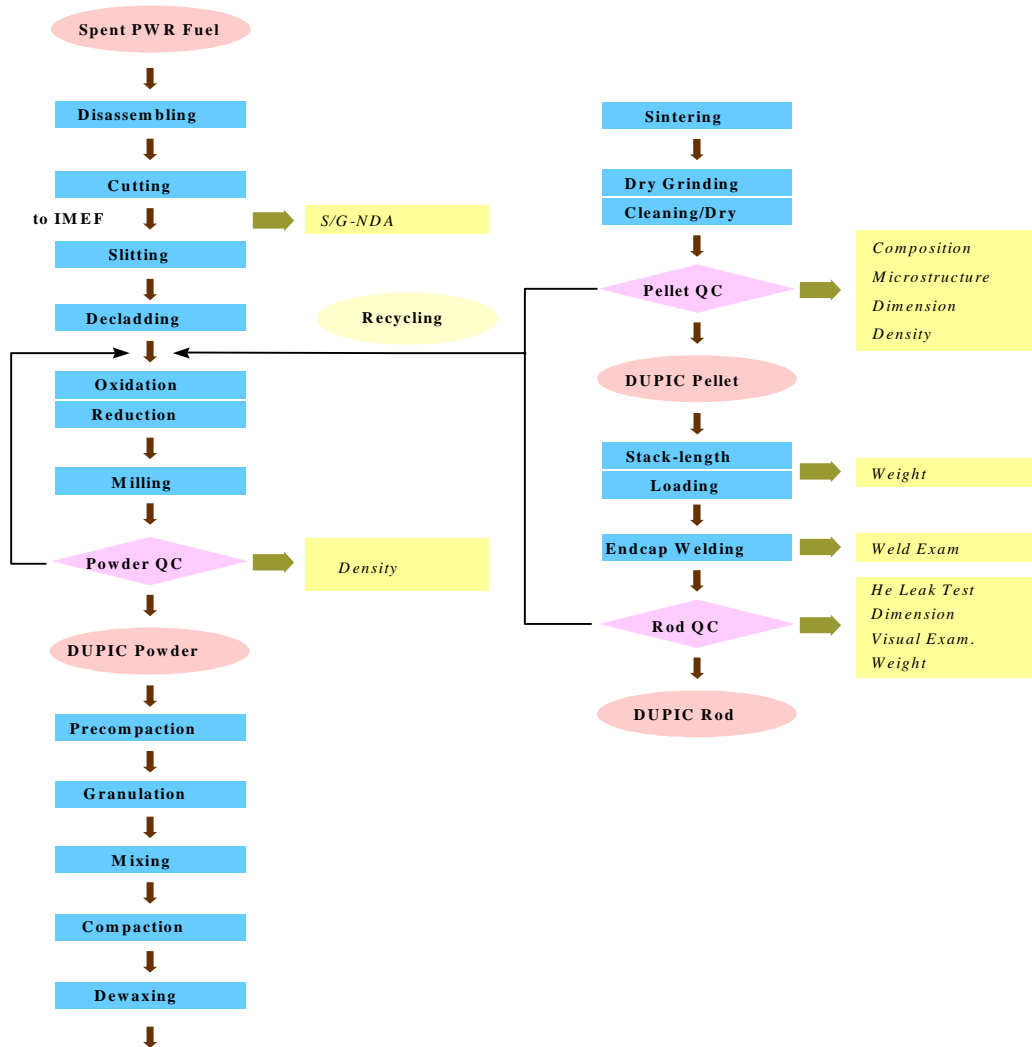 Spent PWR Fuel
Disassembling
Cutting
to IMEF
S/G-NDA
Slitting
Decladding
Recycling
Oxidation
Reduction
Milling
Powder QC
Density
DUPIC Powder
Precompaction
Granulation
Mixing
Compaction
Dewaxing
Sintering
Dry Grinding
Cleaning/Dry
Pellet QC
Composition
Microstructure
Dimension
Density
DUPIC Pellet
Stack-length
Loading
Weight
Endcap Welding
Weld Exam
Rod QC
He Leak Test
Dimension
Visual Exam.
Weight
DUPIC Rod